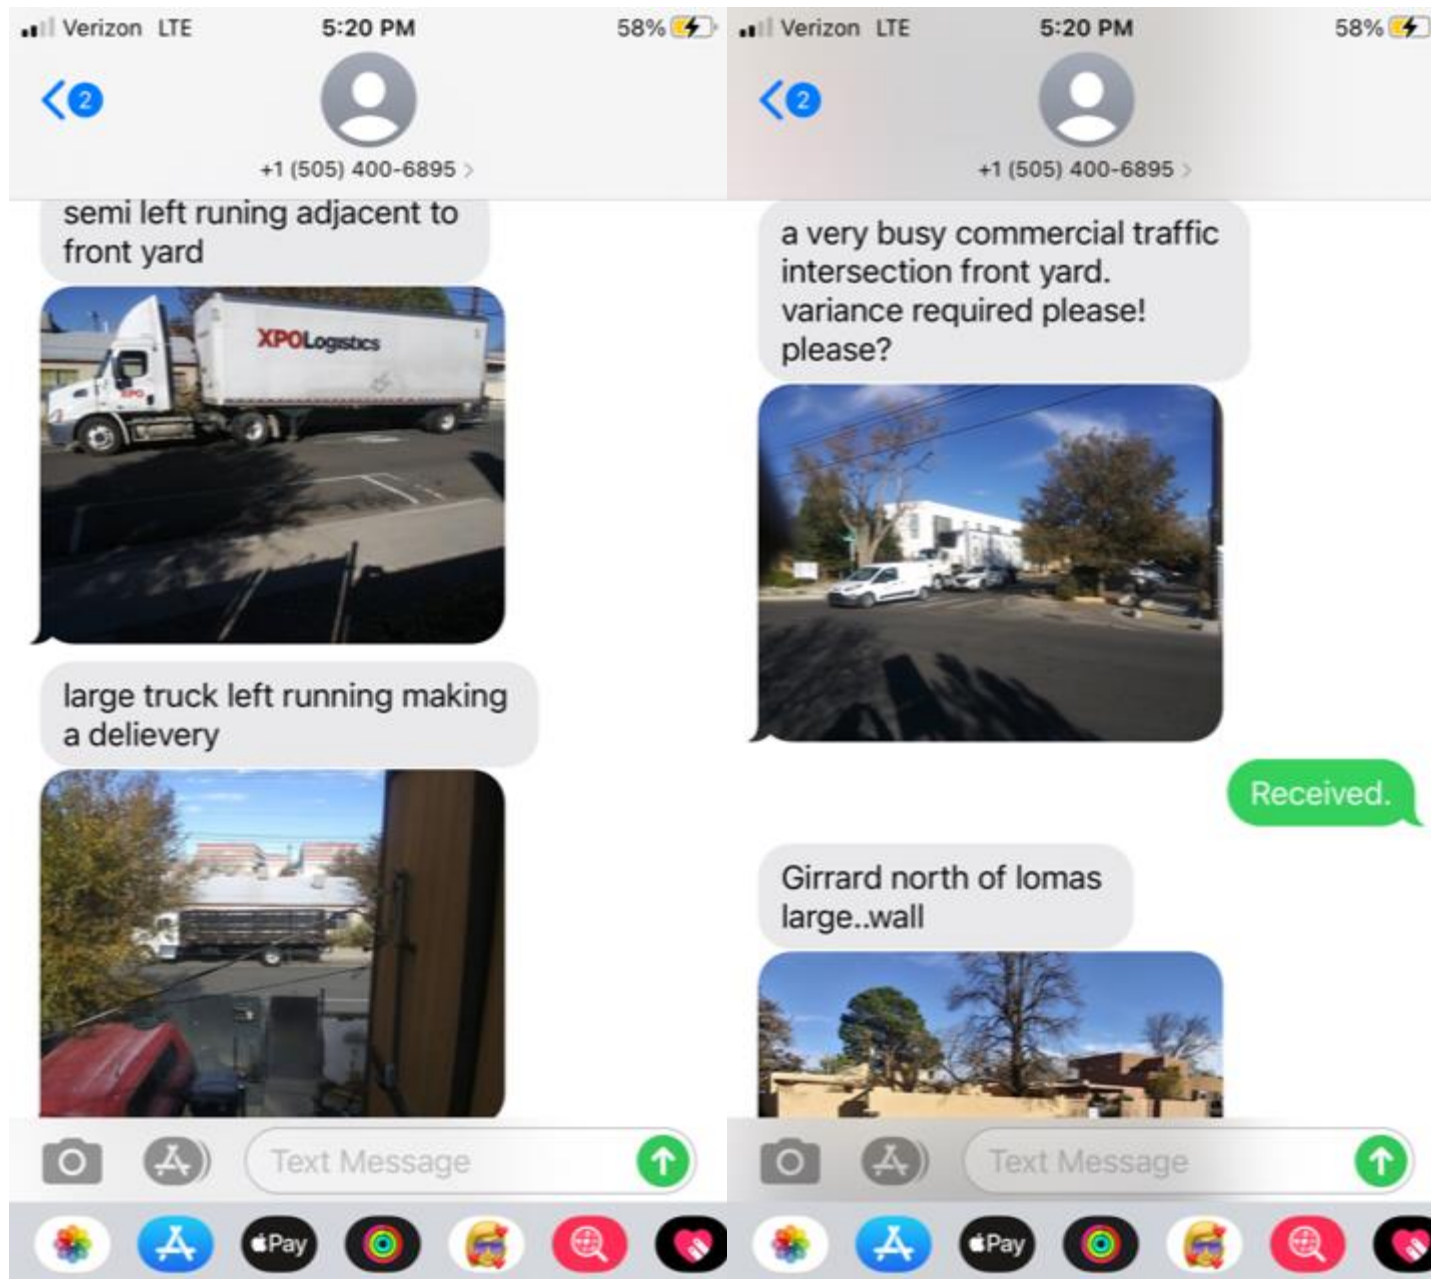 Verizon LTE
5:20 PM
58%
2
+1 (505) 400-6895
semi left runing adjacent to
front yard
XPOLogistics
XPO
large truck left running making
a delievery
Text Message
Pay
Verizon LTE
5:20 PM
58%
2
+1 (505) 400-6895
a very busy commercial traffic
intersection front yard.
variance required please!
please?
Received.
Girrard north of lomas
large..wall
Text Message
Pay